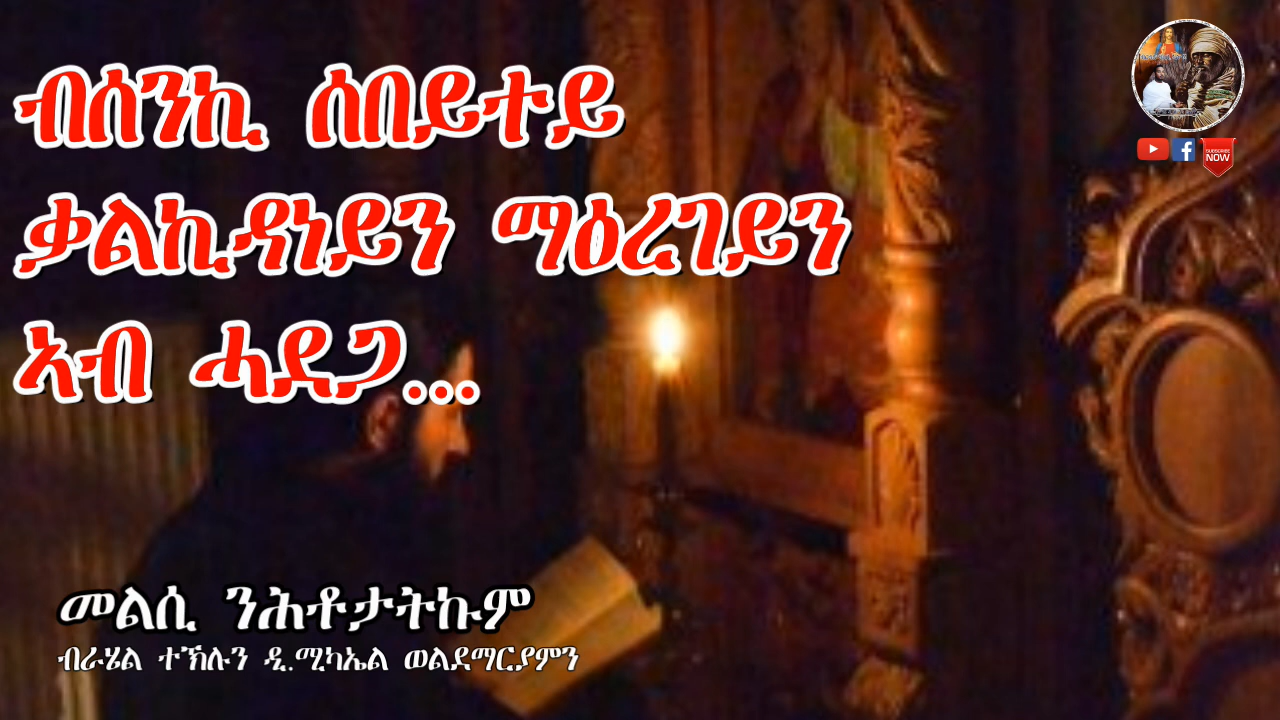 ብሰንኪ ሰበይተይ
ቃልኪዳነይን ማዕረገይን
ኣብ ሓደጋ...
መልሲ ንሕቶታትኩም
ብራሄል ተኽሉን ዲ.ሚካኤል ወልደማርያምን
SUBSCRIBE
NOW